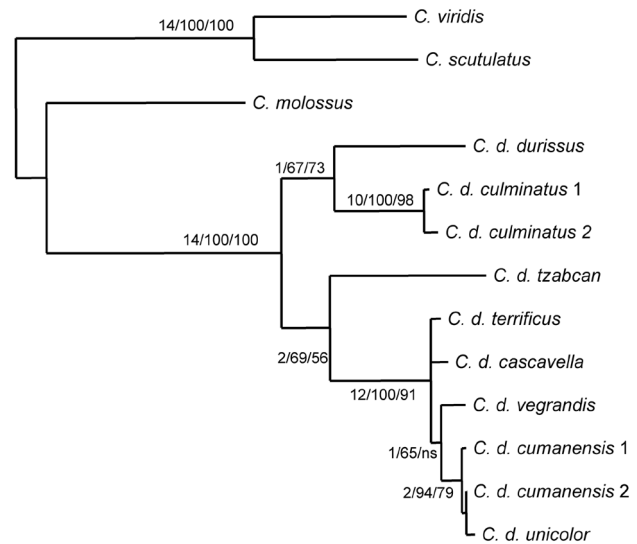 14/100/100
C. viridis
C. scutulatus
C. molossus
C. d. durissus
1/67/73
C. d. culminatus 1
10/100/98
C. d. culminatus 2
14/100/100
C. d. tzabcan
C. d. terrificus
2/69/56
C. d. cascavella
12/100/91
C. d. vegrandis
C. d. cumanensis 1
1/65/ns
C. d. cumanensis 2
2/94/79
C. d. unicolor